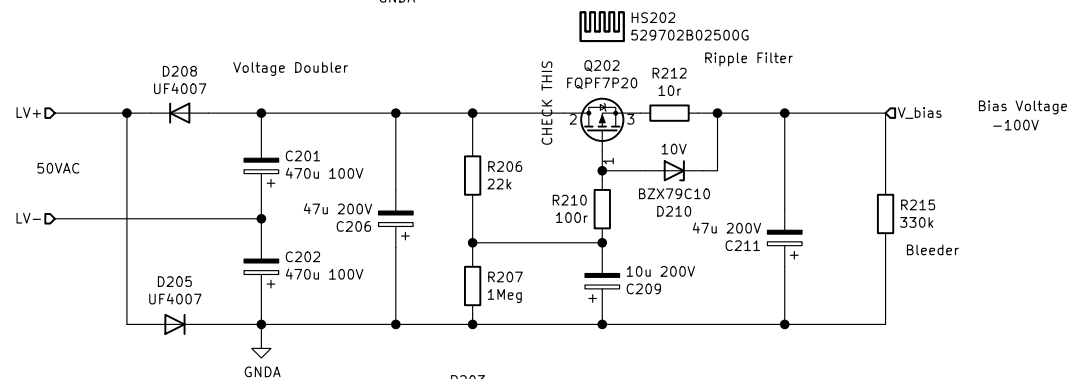 GNDA
HS202
529702B02500G
Ripple Filter
CHECK THIS
Q202
FQPF7P20
R212
10r
D208
UF4007
Voltage Doubler
LV+
2
3
1
V_bias
Bias Voltage
-100V
50VAC
C201
470u 100V
+
R206
22k
10V
BZX79C10
D210
R210
100r
LV-
47u 200V
C206
+
47u 200V
C211
+
R215
330k
Bleeder
C202
470u 100V
+
R207
1Meg
10u 200V
C209
+
D205
UF4007
GNDA